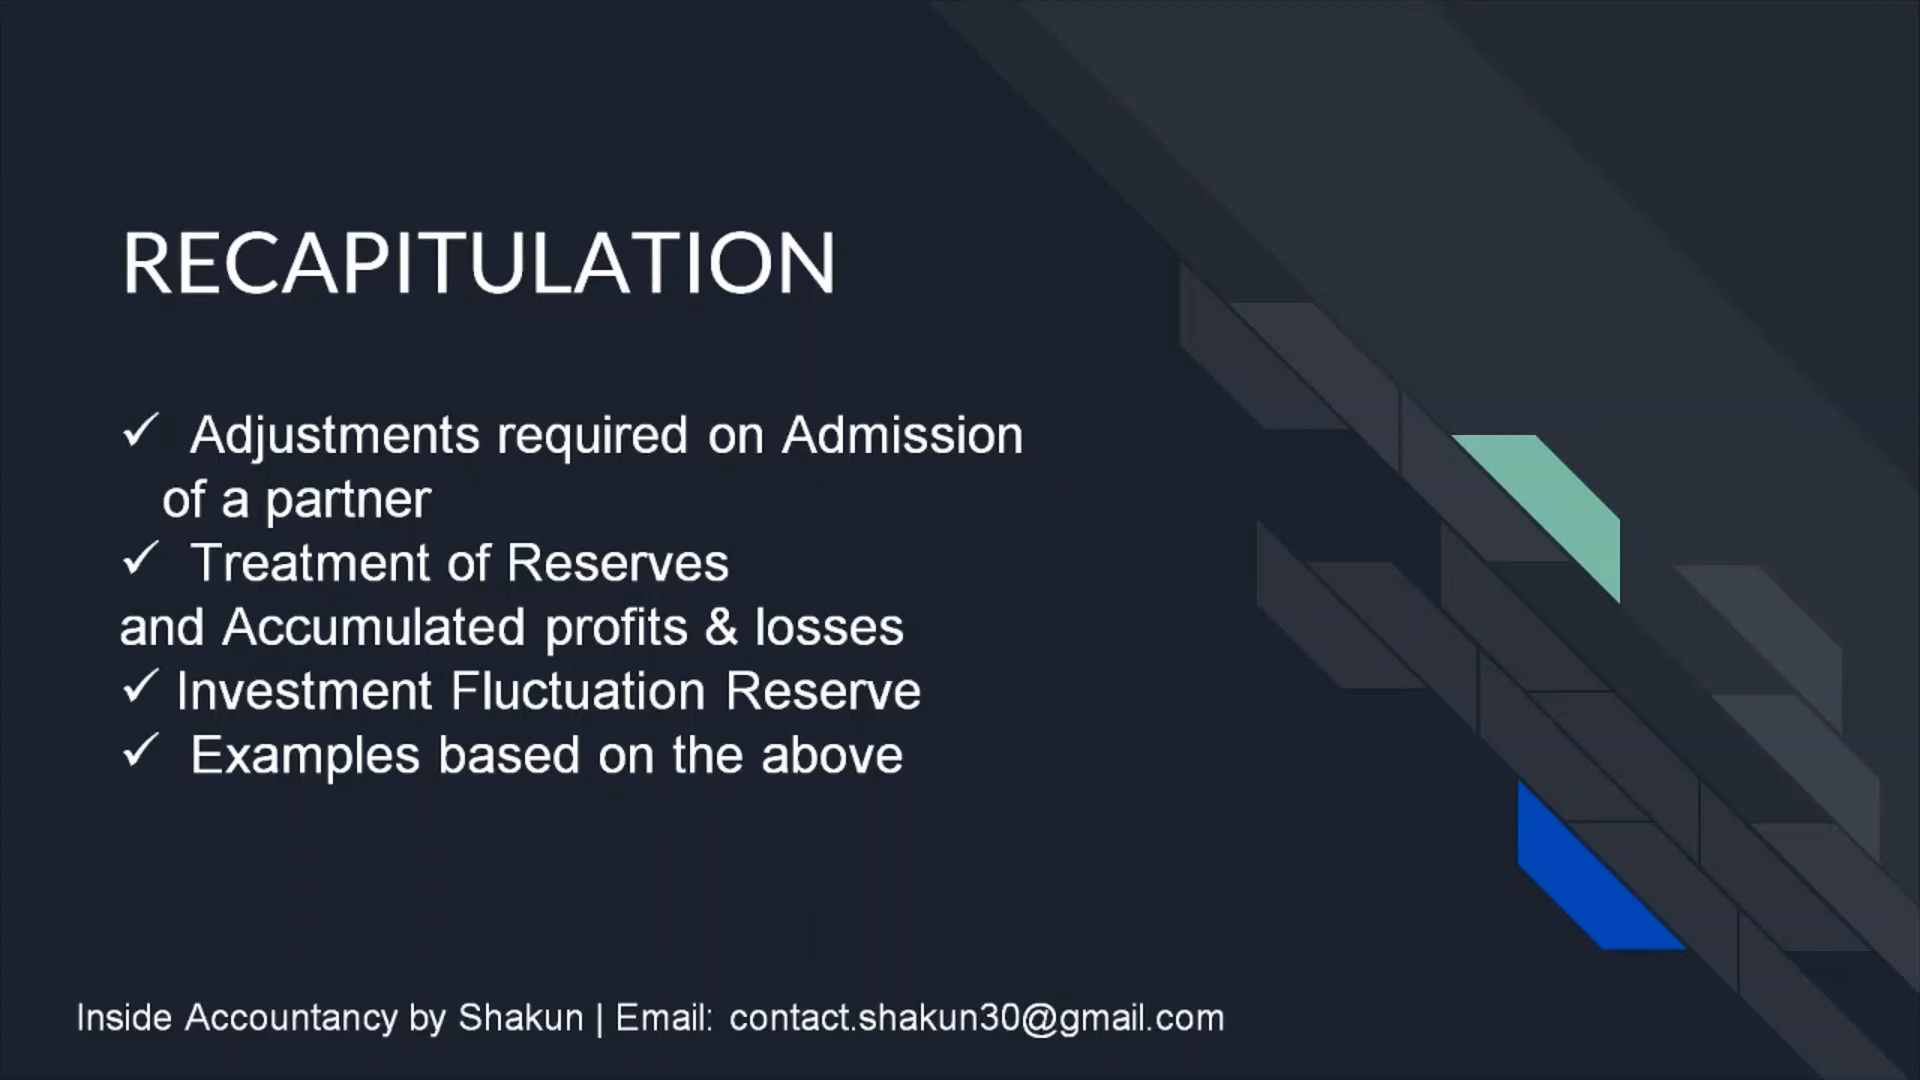 RECAPITULATION
✓ Adjustments required on Admission
of a partner
✓ Treatment of Reserves
and Accumulated profits & losses
✓ Investment Fluctuation Reserve
✓ Examples based on the above
Inside Accountancy by Shakun | Email: contact.shakun30@gmail.com